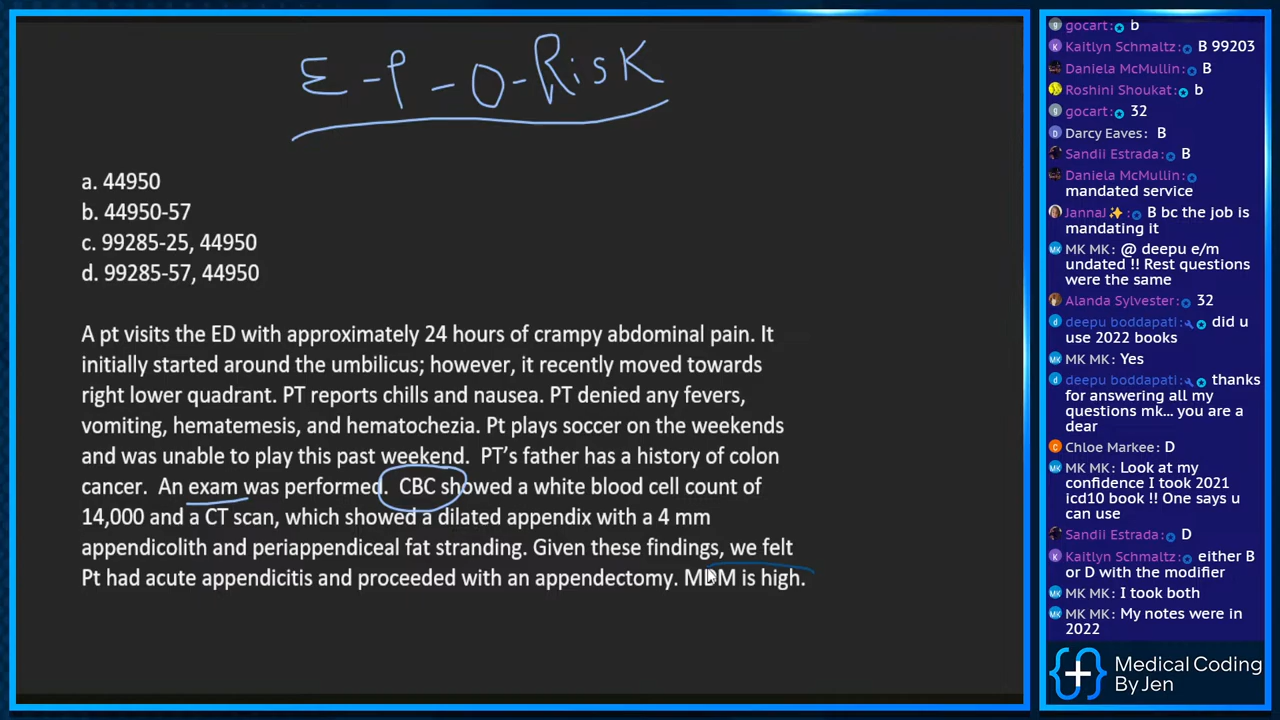 E-P-O-Risk
a. 44950
b. 44950-57
c. 99285-25, 44950
d. 99285-57, 44950
A pt visits the ED with approximately 24 hours of crampy abdominal pain. It
initially started around the umbilicus; however, it recently moved towards
right lower quadrant. PT reports chills and nausea. PT denied any fevers,
vomiting, hematemesis, and hematochezia. Pt plays soccer on the weekends
and was unable to play this past weekend. PT's father has a history of colon
cancer. An exam was performed. CBC showed a white blood cell count of
14,000 and a CT scan, which showed a dilated appendix with a 4 mm
appendicolith and periappendiceal fat stranding. Given these findings, we felt
Pt had acute appendicitis and proceeded with an appendectomy. MDM is high.
gocart: b
Kaitlyn Schmaltz: B 99203
Daniela McMullin: B
Roshini Shoukat: b
gocart: 32
Darcy Eaves: B
Sandii Estrada: B
Daniela McMullin:
mandated service
JannaJ✨: B bc the job is
mandating it
MK MK: @ deepu e/m
undated !! Rest questions
were the same
Alanda Sylvester: 32
deepu boddapati: did u
use 2022 books
MK MK: Yes
deepu boddapati: thanks
for answering all my
questions mk... you are a
dear
Chloe Markee: D
MK MK: Look at my
confidence I took 2021
icd10 book !! One says u
can use
Sandii Estrada: D
Kaitlyn Schmaltz: either B
or D with the modifier
MK MK: I took both
MK MK: My notes were in
2022
Medical Coding
By Jen